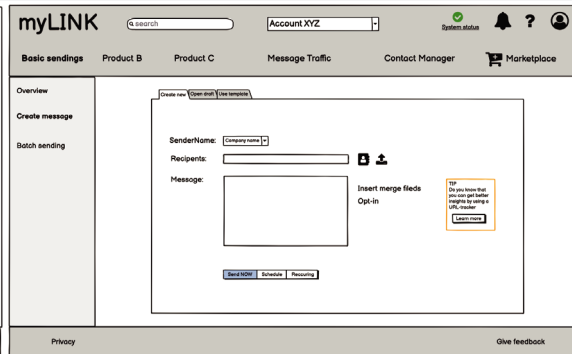 myLINK
search
Account XYZ
System status
?
Basic sendings
Product B
Product C
Message Traffic
Contact Manager
Marketplace
Overview
Create message
Batch sending
Create new
Open draft
Use template
SenderName:
Company name
Recipents:
Message:
Insert merge fileds
Opt-in
TIP
Do you know that
you can get better
insights by using a
URL-tracker
Learn more
Send NOW
Schedule
Recouring
Privacy
Give feedback